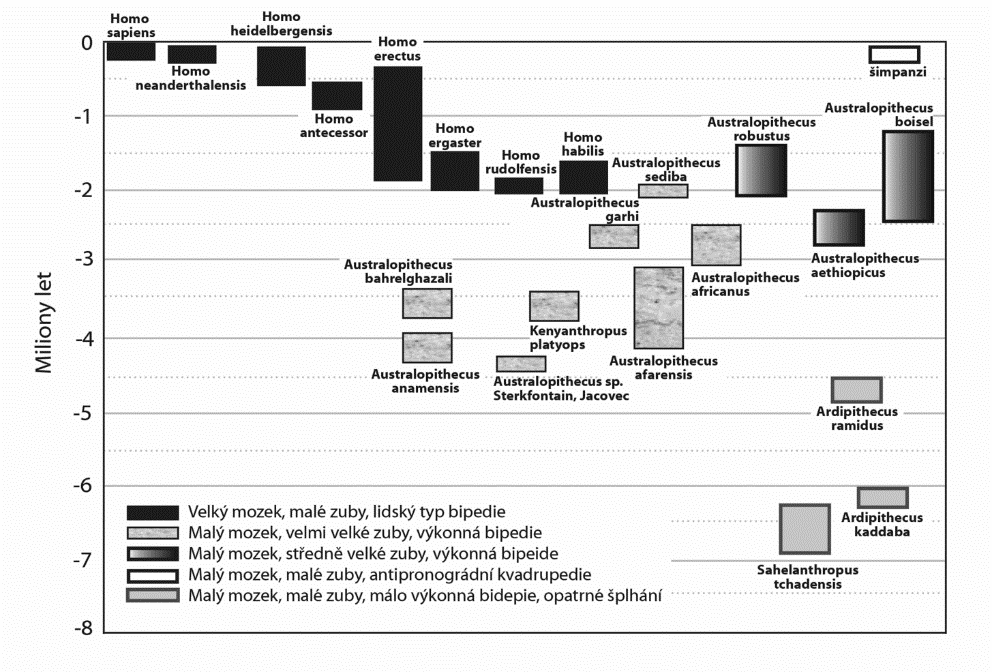 Homo
sapiens
Homo
neanderthalensis
Homo
heidelbergensis
Homo
antecessor
Homo
erectus
Homo
ergaster
Homo
rudolfensis
Homo
habilis
Australopithecus
sediba
Australopithecus
robustus
šimpanzi
Australopithecus
boisel
Australopithecus
garhi
Australopithecus
africanus
Australopithecus
aethiopicus
Australopithecus
bahrelghazali
Kenyanthropus
platyops
Australopithecus
afarensis
Australopithecus
anamensis
Australopithecus sp.
Sterkfontain, Jacovec
Ardipithecus
ramidus
Ardipithecus
kaddaba
Sahelanthropus
tchadensis
0
-1
-2
-3
-4
-5
-6
-7
-8
Miliony let
Velký mozek, malé zuby, lidský typ bipedie
Malý mozek, velmi velké zuby, výkonná bipedie
Malý mozek, středně velké zuby, výkonná bipeide
Malý mozek, malé zuby, antipronográdní kvadrupedie
Malý mozek, malé zuby, málo výkonná bidepie, opatrné šplhání